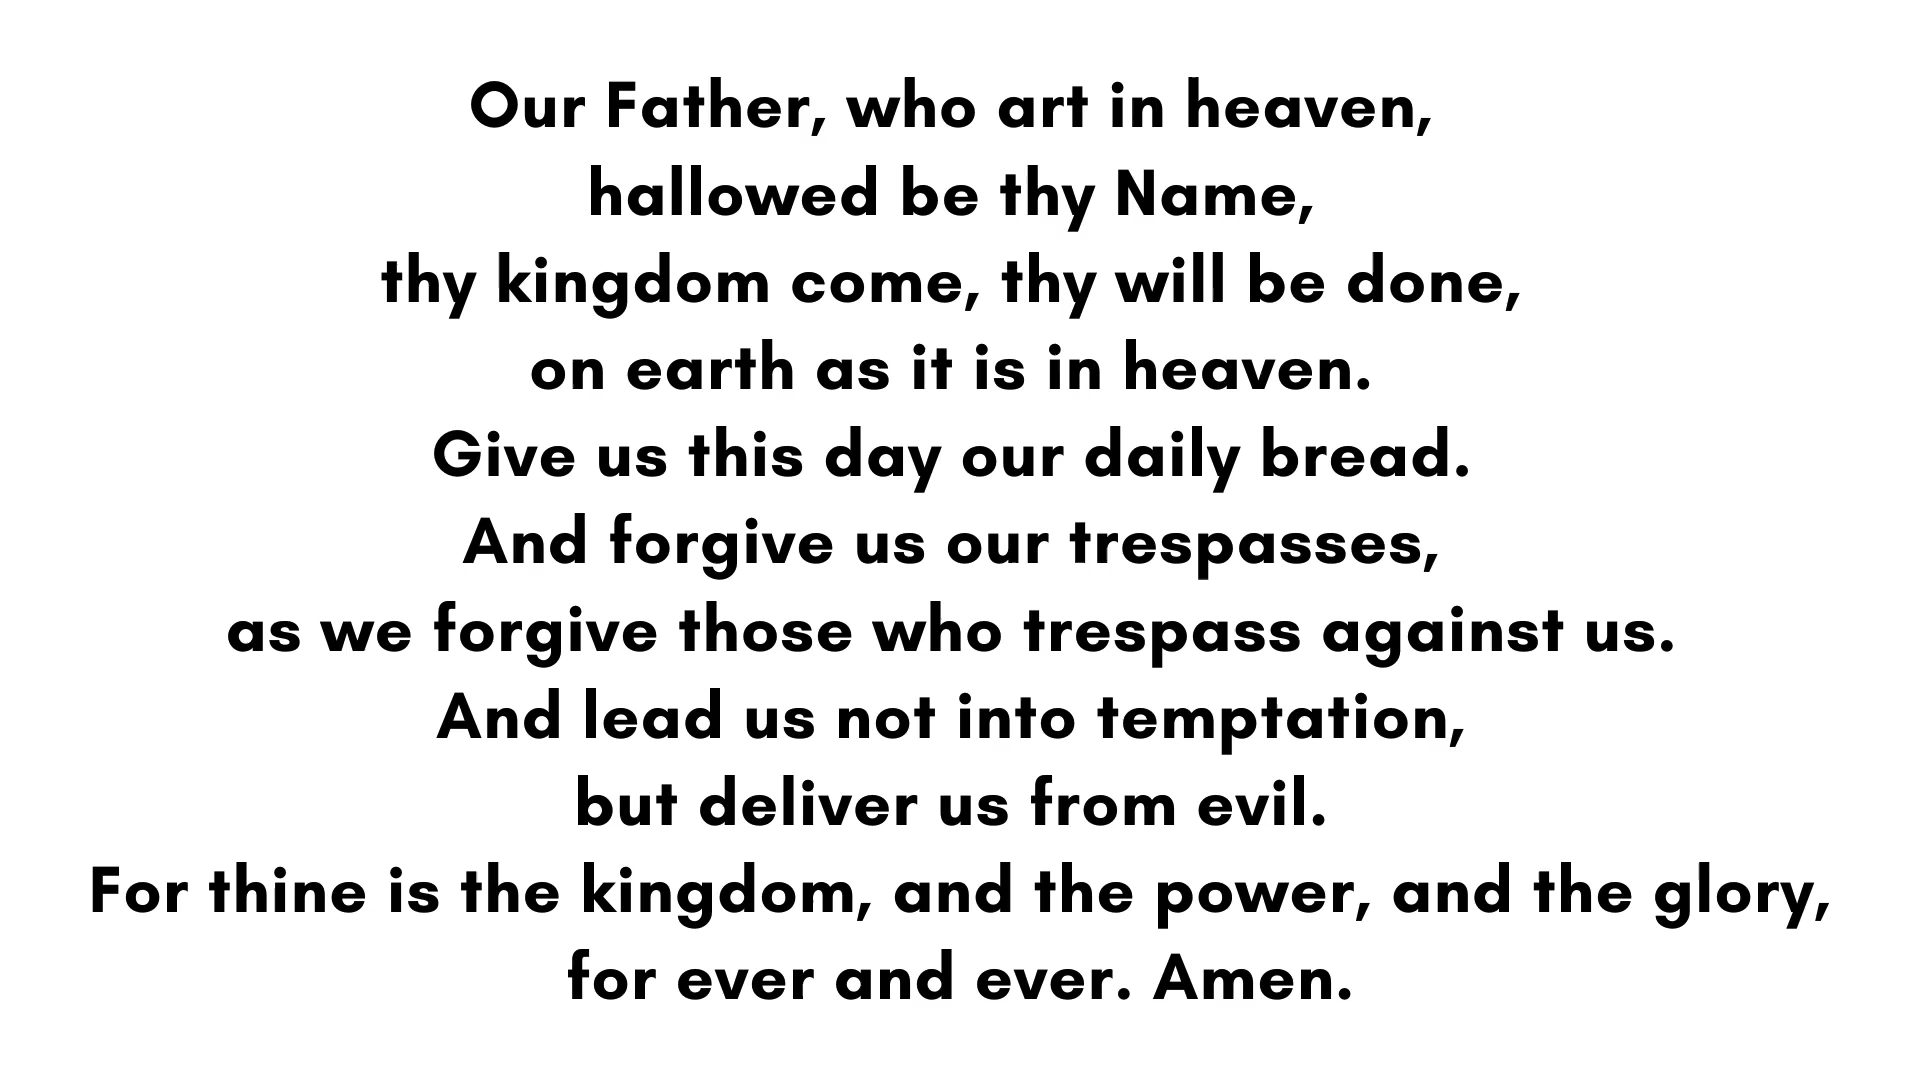 Our Father, who art in heaven,
hallowed be thy Name,
thy kingdom come, thy will be done,
on earth as it is in heaven.
Give us this day our daily bread.
And forgive us our trespasses,
as we forgive those who trespass against us.
And lead us not into temptation,
but deliver us from evil.
For thine is the kingdom, and the power, and the glory,
for ever and ever. Amen.